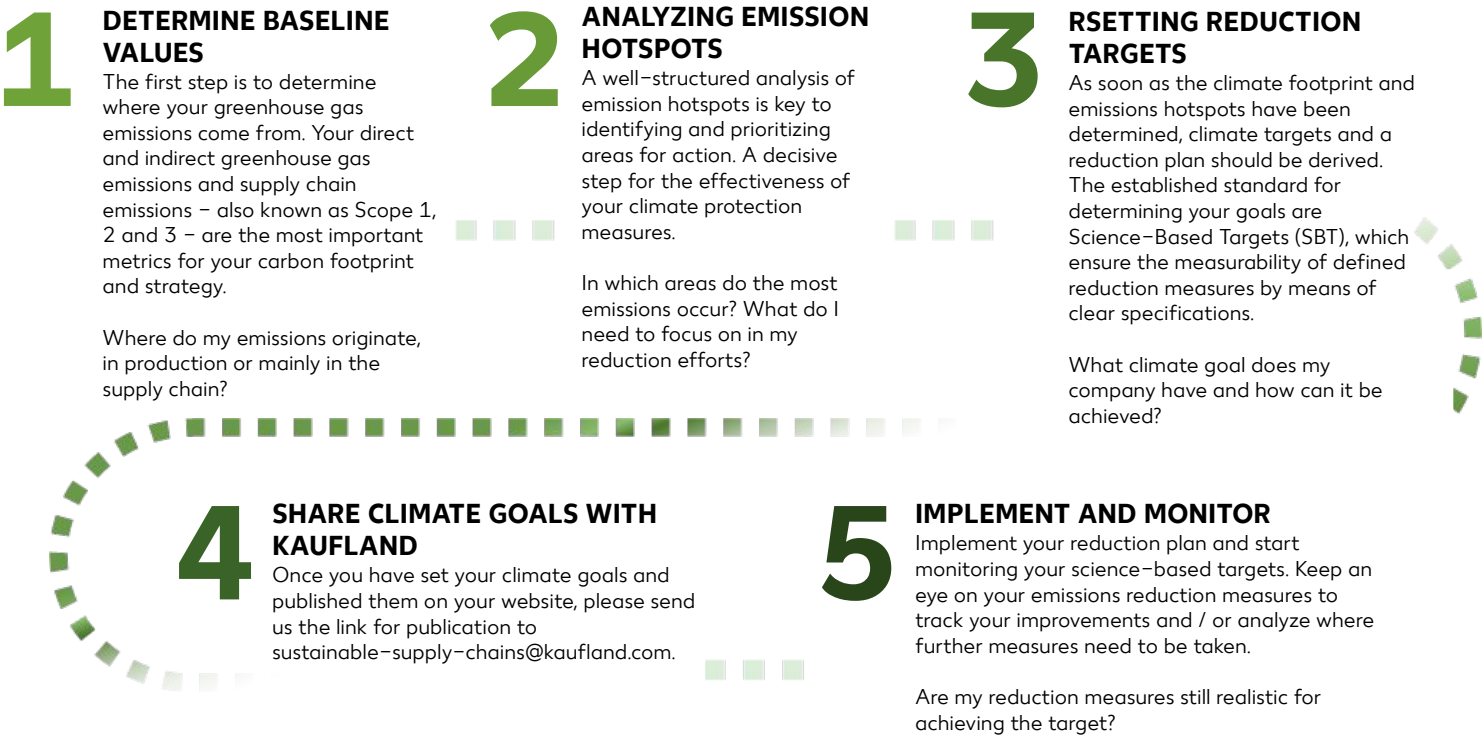 1
DETERMINE BASELINE
VALUES
The first step is to determine
where your greenhouse gas
emissions come from. Your direct
and indirect greenhouse gas
emissions and supply chain
emissions – also known as Scope 1,
2 and 3 – are the most important
metrics for your carbon footprint
and strategy.
Where do my emissions originate,
in production or mainly in the
supply chain?
2
ANALYZING EMISSION
HOTSPOTS
A well-structured analysis of
emission hotspots is key to
identifying and prioritizing
areas for action. A decisive
step for the effectiveness of
your climate protection
measures.
In which areas do the most
emissions occur? What do I
need to focus on in my
reduction efforts?
3
RSETTING REDUCTION
TARGETS
As soon as the climate footprint and
emissions hotspots have been
determined, climate targets and a
reduction plan should be derived.
The established standard for
determining your goals are
Science-Based Targets (SBT), which
ensure the measurability of defined
reduction measures by means of
clear specifications.
What climate goal does my
company have and how can it be
achieved?
4
SHARE CLIMATE GOALS WITH
KAUFLAND
Once you have set your climate goals and
published them on your website, please send
us the link for publication to
sustainable-supply-chains@kaufland.com.
5
IMPLEMENT AND MONITOR
Implement your reduction plan and start
monitoring your science-based targets. Keep an
eye on your emissions reduction measures to
track your improvements and / or analyze where
further measures need to be taken.
Are my reduction measures still realistic for
achieving the target?